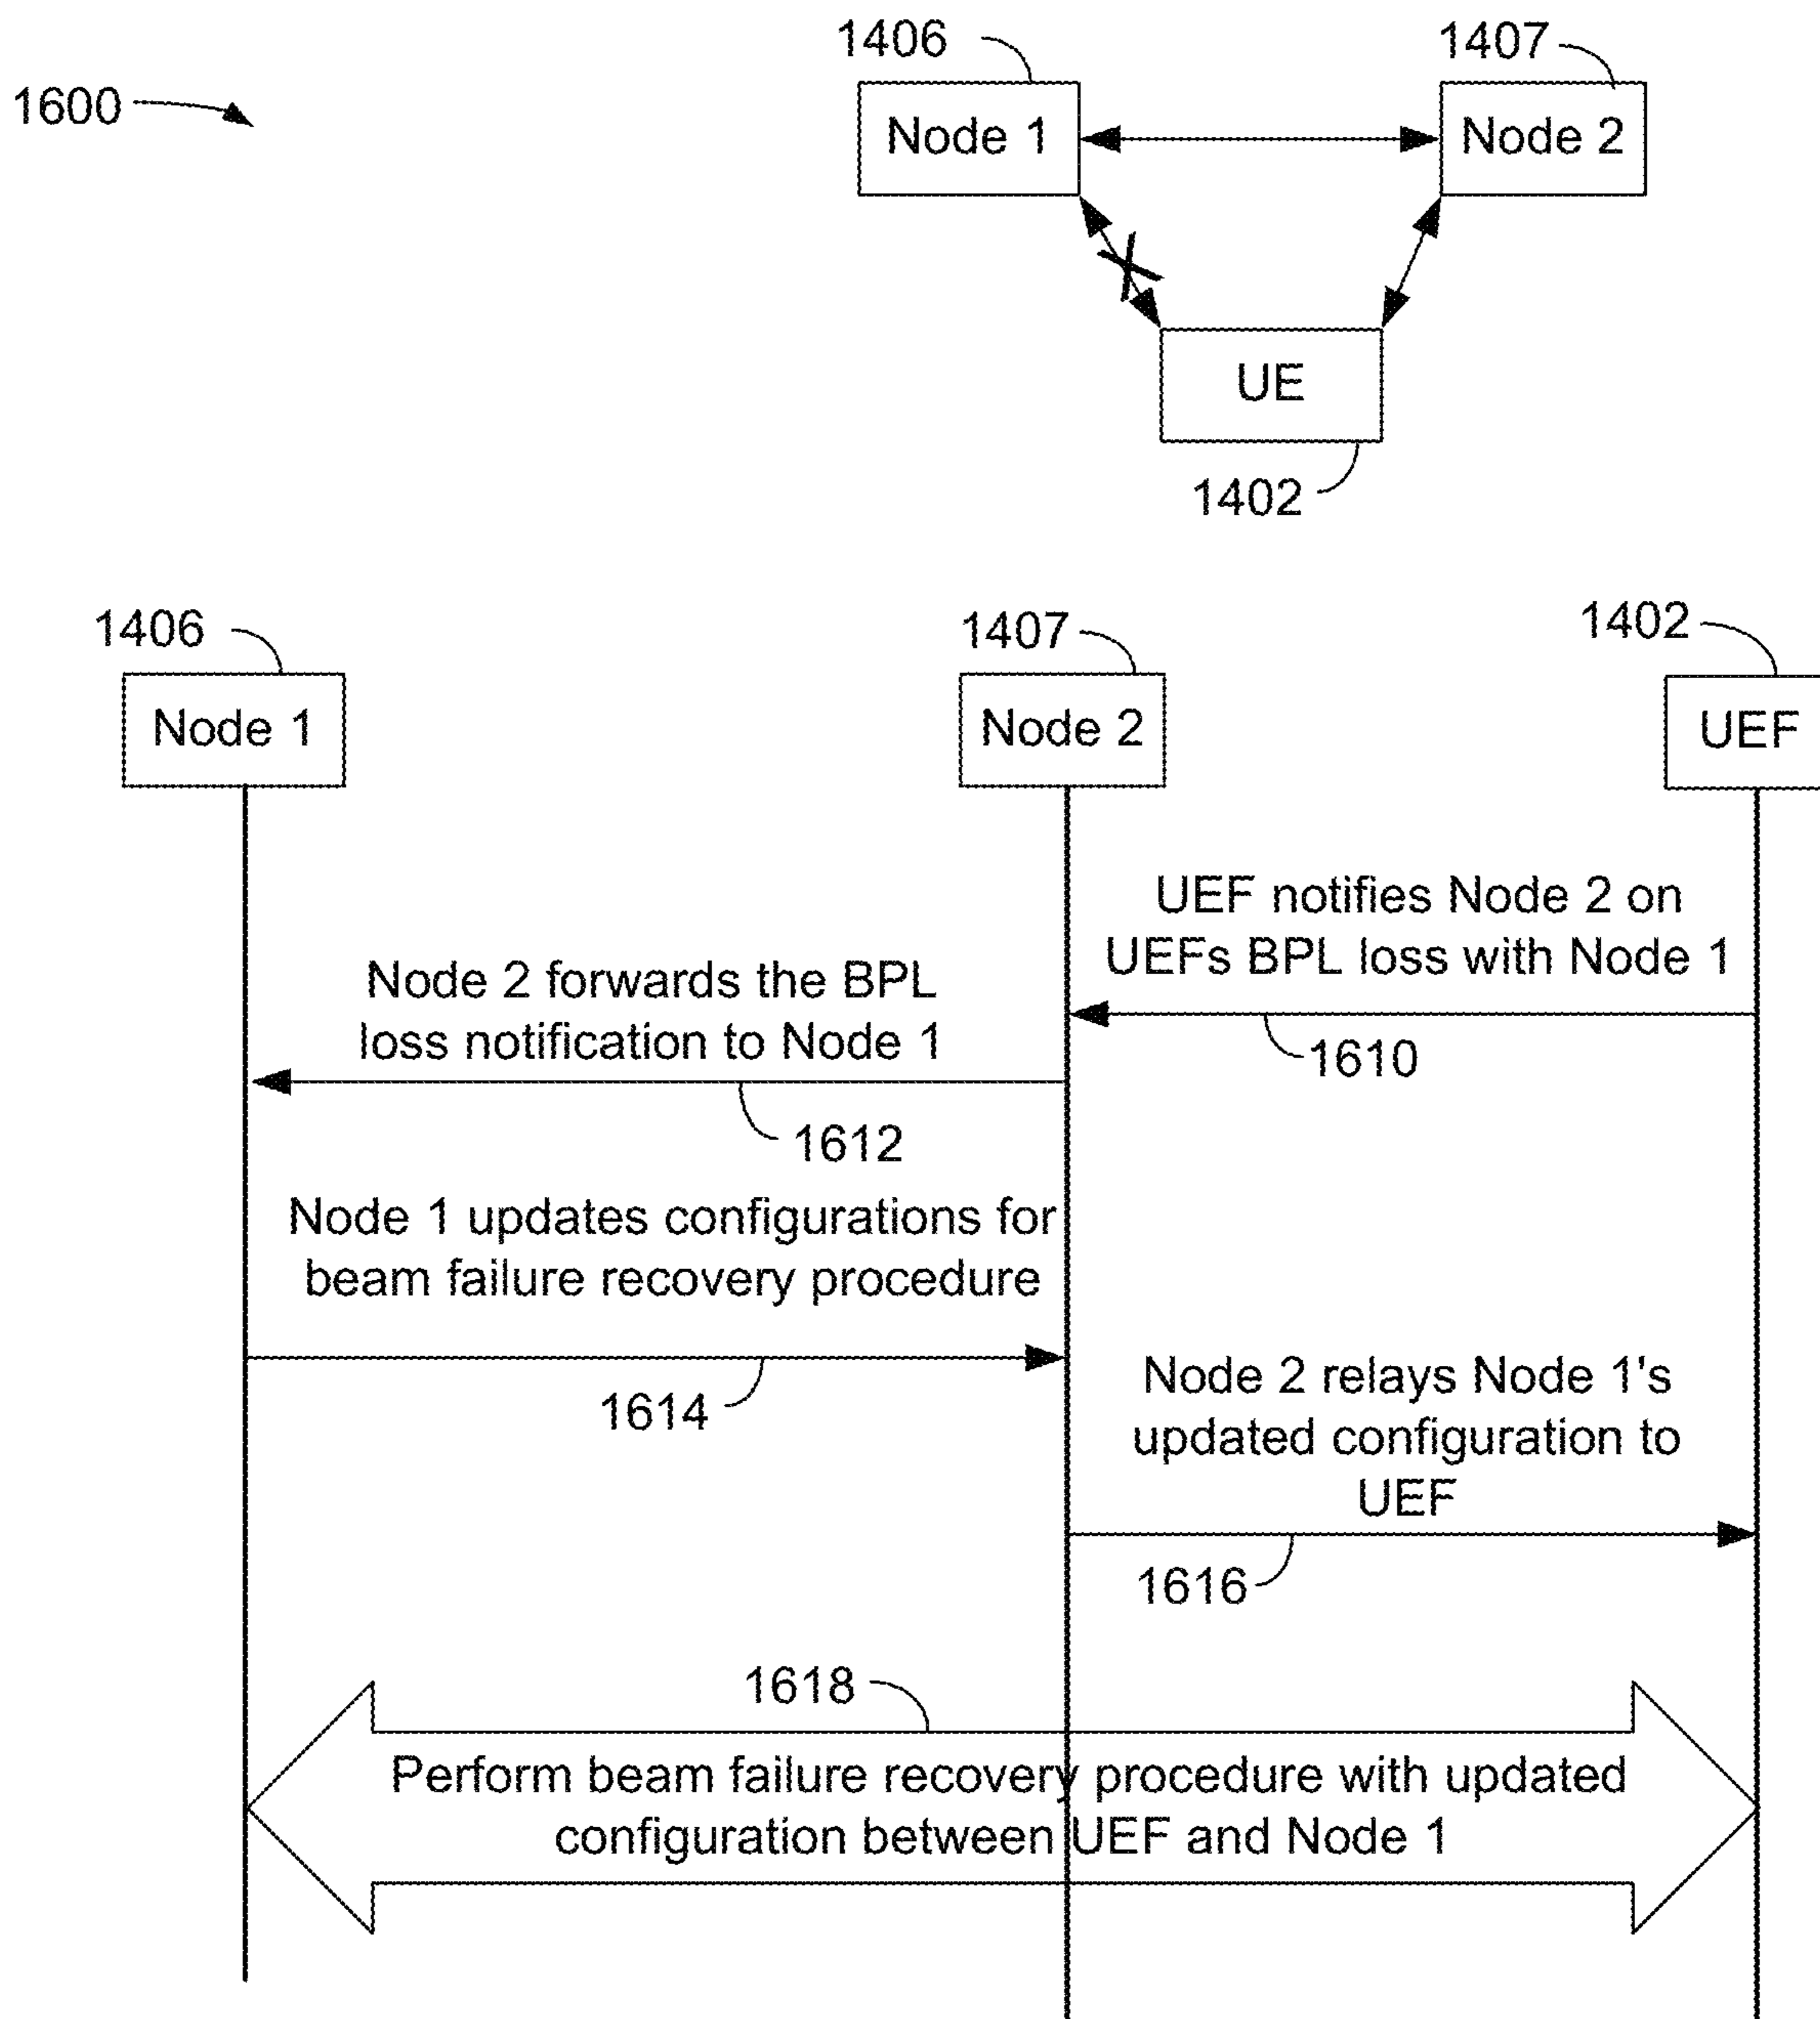 1406
1407
1600
Node 1
Node 2
UE
1402
1406
1407
1402
Node 1
Node 2
UEF
UEF notifies Node 2 on
UEFs BPL loss with Node 1
Node 2 forwards the BPL
loss notification to Node 1
1610
1612
Node 1 updates configurations for
beam failure recovery procedure
Node 2 relays Node 1's
updated configuration to
UEF
1614
1616
1618
Perform beam failure recovery procedure with updated
configuration between UEF and Node 1